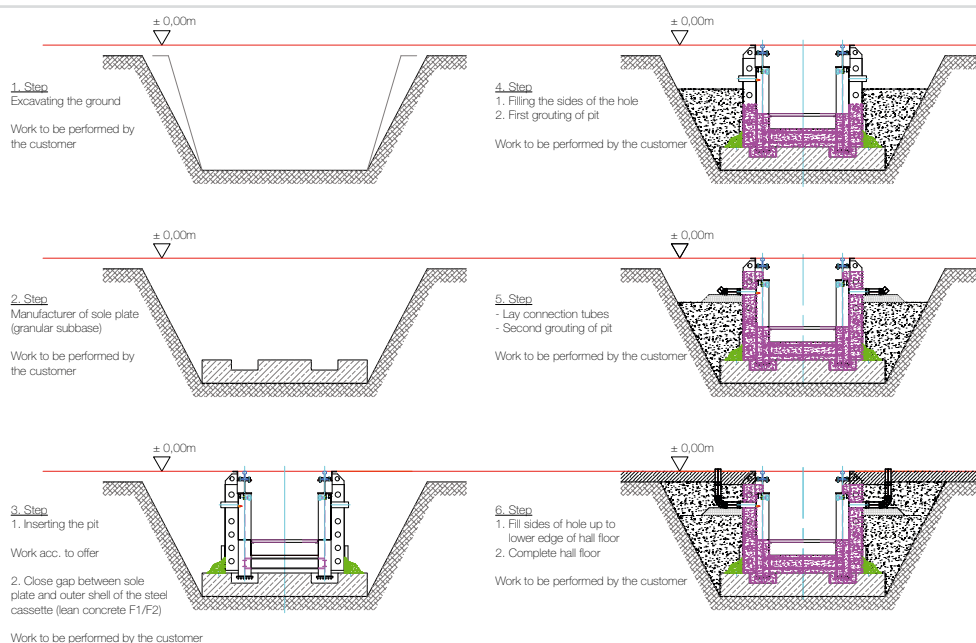 ± 0,00m
1. Step
Excavating the ground
Work to be performed by
the customer
± 0,00m
2. Step
Manufacturer of sole plate
(granular subbase)
Work to be performed by
the customer
± 0,00m
3. Step
1. Inserting the pit
Work acc. to offer
2. Close gap between sole
plate and outer shell of the steel
cassette (lean concrete F1/F2)
Work to be performed by the customer
± 0,00m
4. Step
1. Filling the sides of the hole
2. First grouting of pit
Work to be performed by the customer
± 0,00m
5. Step
- Lay connection tubes
- Second grouting of pit
Work to be performed by the customer
± 0,00m
6. Step
1. Fill sides of hole up to
lower edge of hall floor
2. Complete hall floor
Work to be performed by the customer